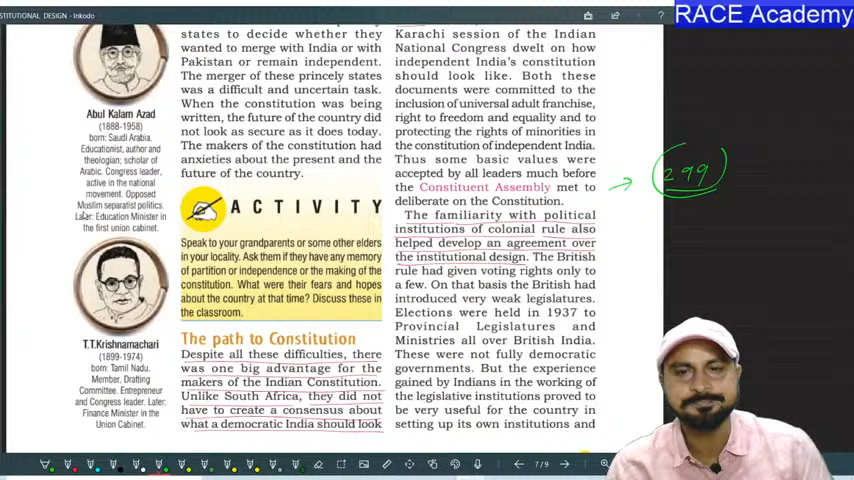 STITUTIONAL DESIGN - Inkodo
RACE Academy
states to decide whether they
wanted to merge with India or with
Pakistan or remain independent.
The merger of these princely states
was a difficult and uncertain task.
When the constitution was being
written, the future of the country did
not look as secure as it does today.
The makers of the constitution had
anxieties about the present and the
future of the country.
Abul Kalam Azad
(1888-1958)
born: Saudi Arabia.
Educationist, author and
theologian; scholar of
Arabic. Congress leader,
active in the national
movement. Opposed
Muslim separatist politics.
Later: Education Minister in
the first union cabinet.
ACTIVITY
Speak to your grandparents or some other elders
in your locality. Ask them if they have any memory
of partition or independence or the making of the
constitution. What were their fears and hopes
about the country at that time? Discuss these in
the classroom.
T.T.Krishnamachari
(1899-1974)
born: Tamil Nadu.
Member, Drafting
Committee. Entrepreneur
and Congress leader. Later:
Finance Minister in the
Union Cabinet.
The path to Constitution
Despite all these difficulties, there
was one big advantage for the
makers of the Indian Constitution.
Unlike South Africa, they did not
have to create a consensus about
what a democratic India should look
Karachi session of the Indian
National Congress dwelt on how
independent India's constitution
should look like. Both these
documents were committed to the
inclusion of universal adult franchise,
right to freedom and equality and to
protecting the rights of minorities in
the constitution of independent India.
Thus some basic values were
accepted by all leaders much before
the Constituent Assembly met to
deliberate on the Constitution.
The familiarity with political
institutions of colonial rule also
helped develop an agreement over
the institutional design. The British
rule had given voting rights only to
a few. On that basis the British had
introduced very weak legislatures.
Elections were held in 1937 to
Provincial Legislatures and
Ministries all over British India.
These were not fully democratic
governments. But the experience
gained by Indians in the working of
the legislative institutions proved to
be very useful for the country in
setting up its own institutions and
→ (299)
7/9